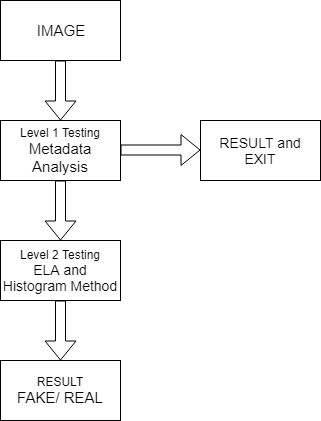 IMAGE
Level 1 Testing
Metadata
Analysis
RESULT and
EXIT
Level 2 Testing
ELA and
Histogram Method
RESULT
FAKE/ REAL